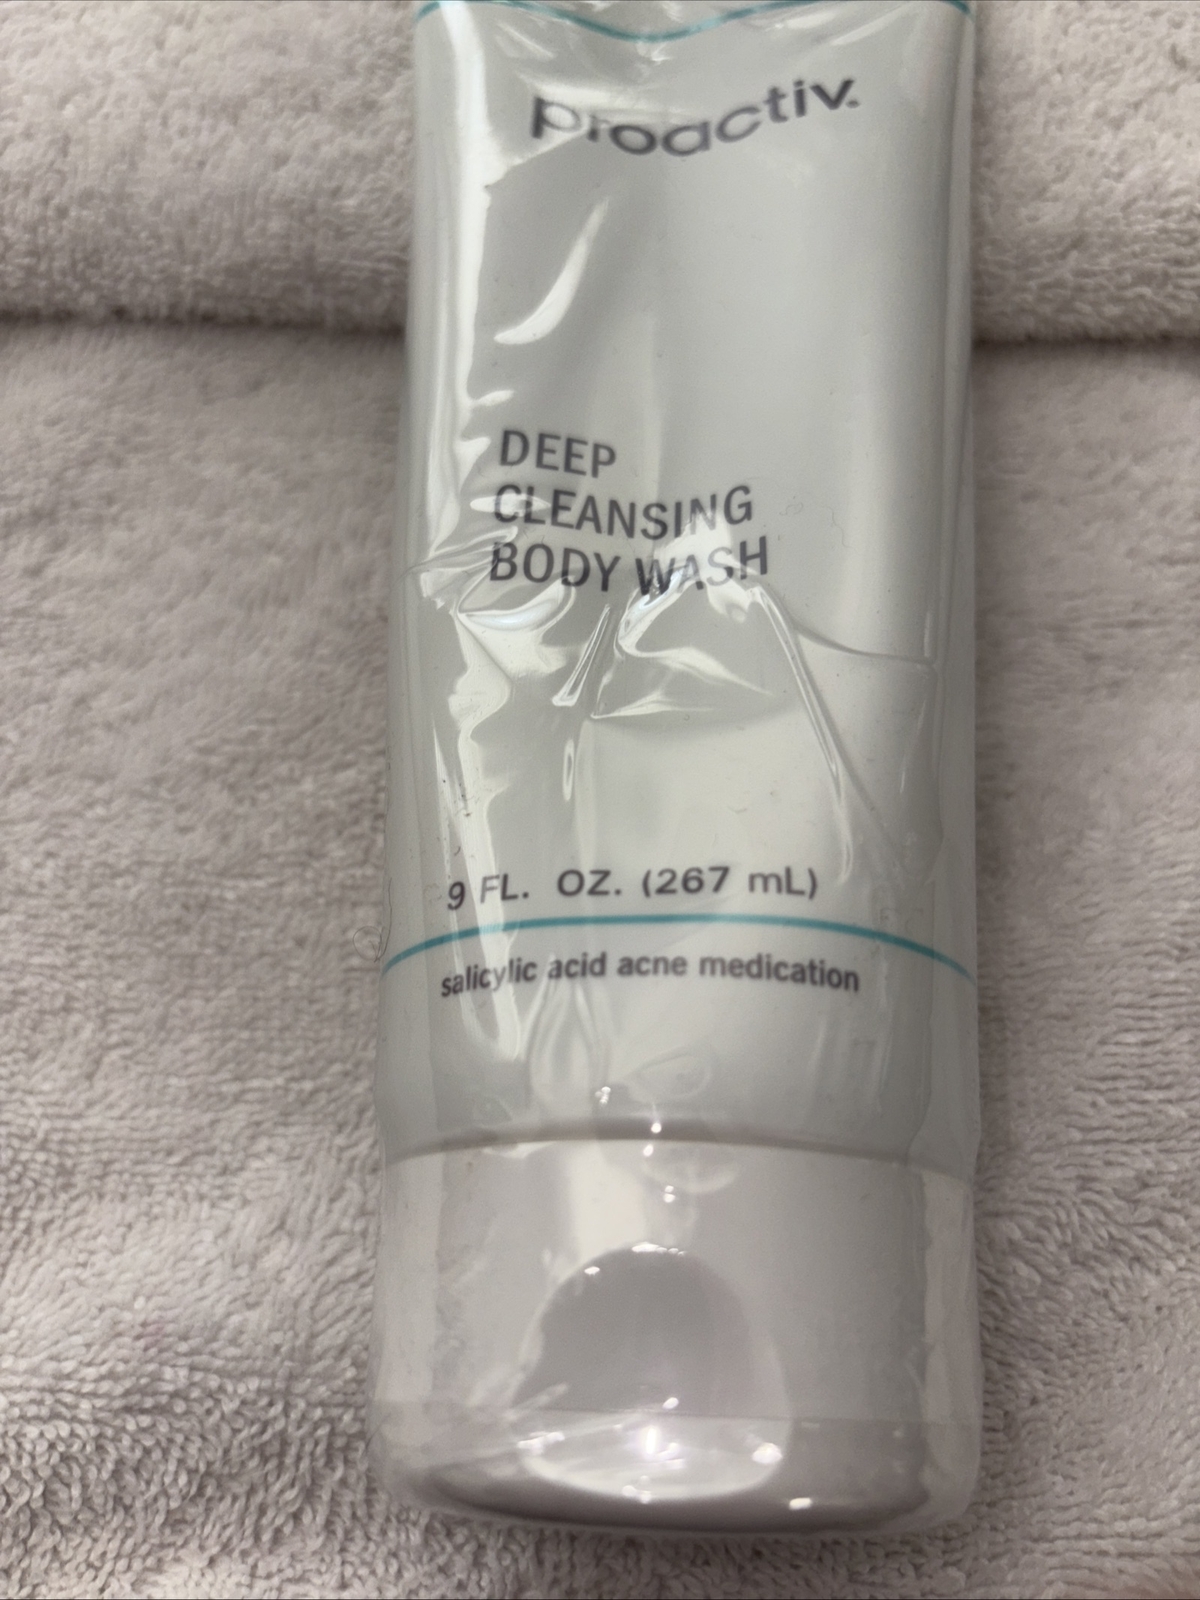 proactiv.
DEEP
CLEANSING
BODY WASH
9 FL. OZ. (267 mL)
salicylic acid acne medication